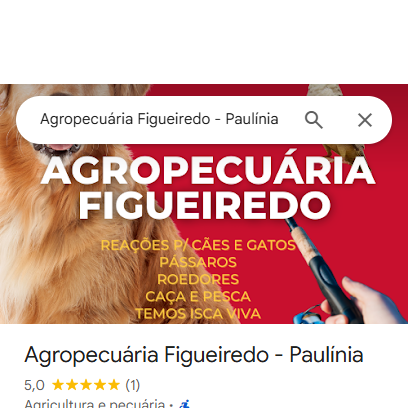 Agropecuária Figueiredo - Paulínia
AGROPECUÁRIA
FIGUEIREDO
REAÇÕES P/ CÃES E GATOS
PÁSSAROS
ROEDORES
CAÇA E PESCA
TEMOS ISCA VIVA
Agropecuária Figueiredo - Paulínia
5,0 ★★★★★ (1)
Agricultura e pecuária ·